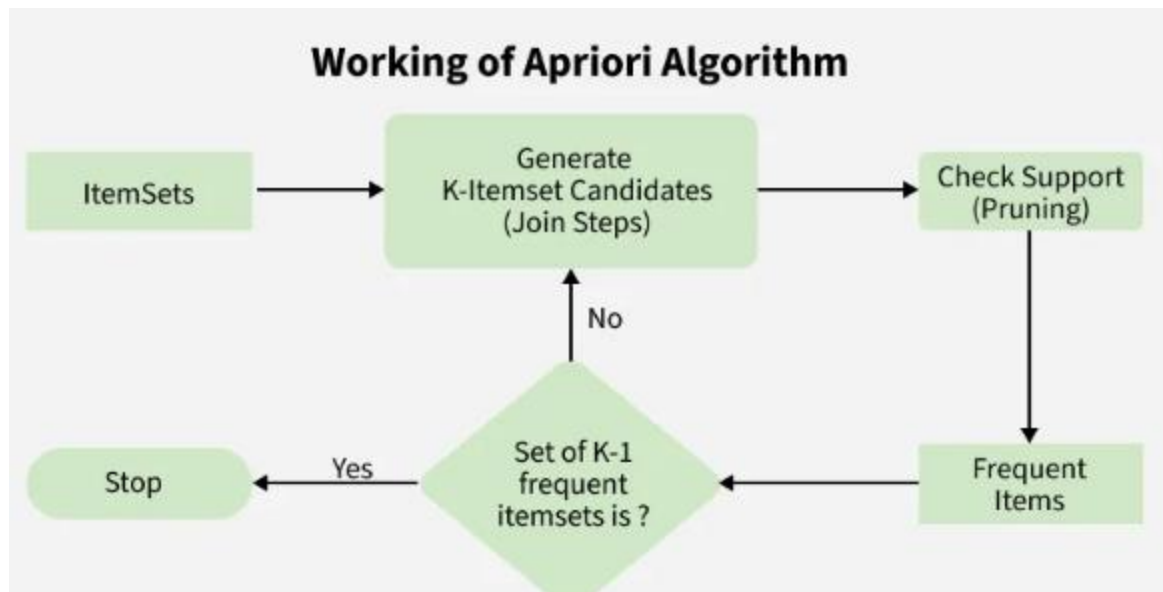 Working of Apriori Algorithm
ItemSets
Generate
K-Itemset Candidates
(Join Steps)
Check Support
(Pruning)
No
Set of K-1
frequent
itemsets is ?
Yes
Stop
Frequent
Items